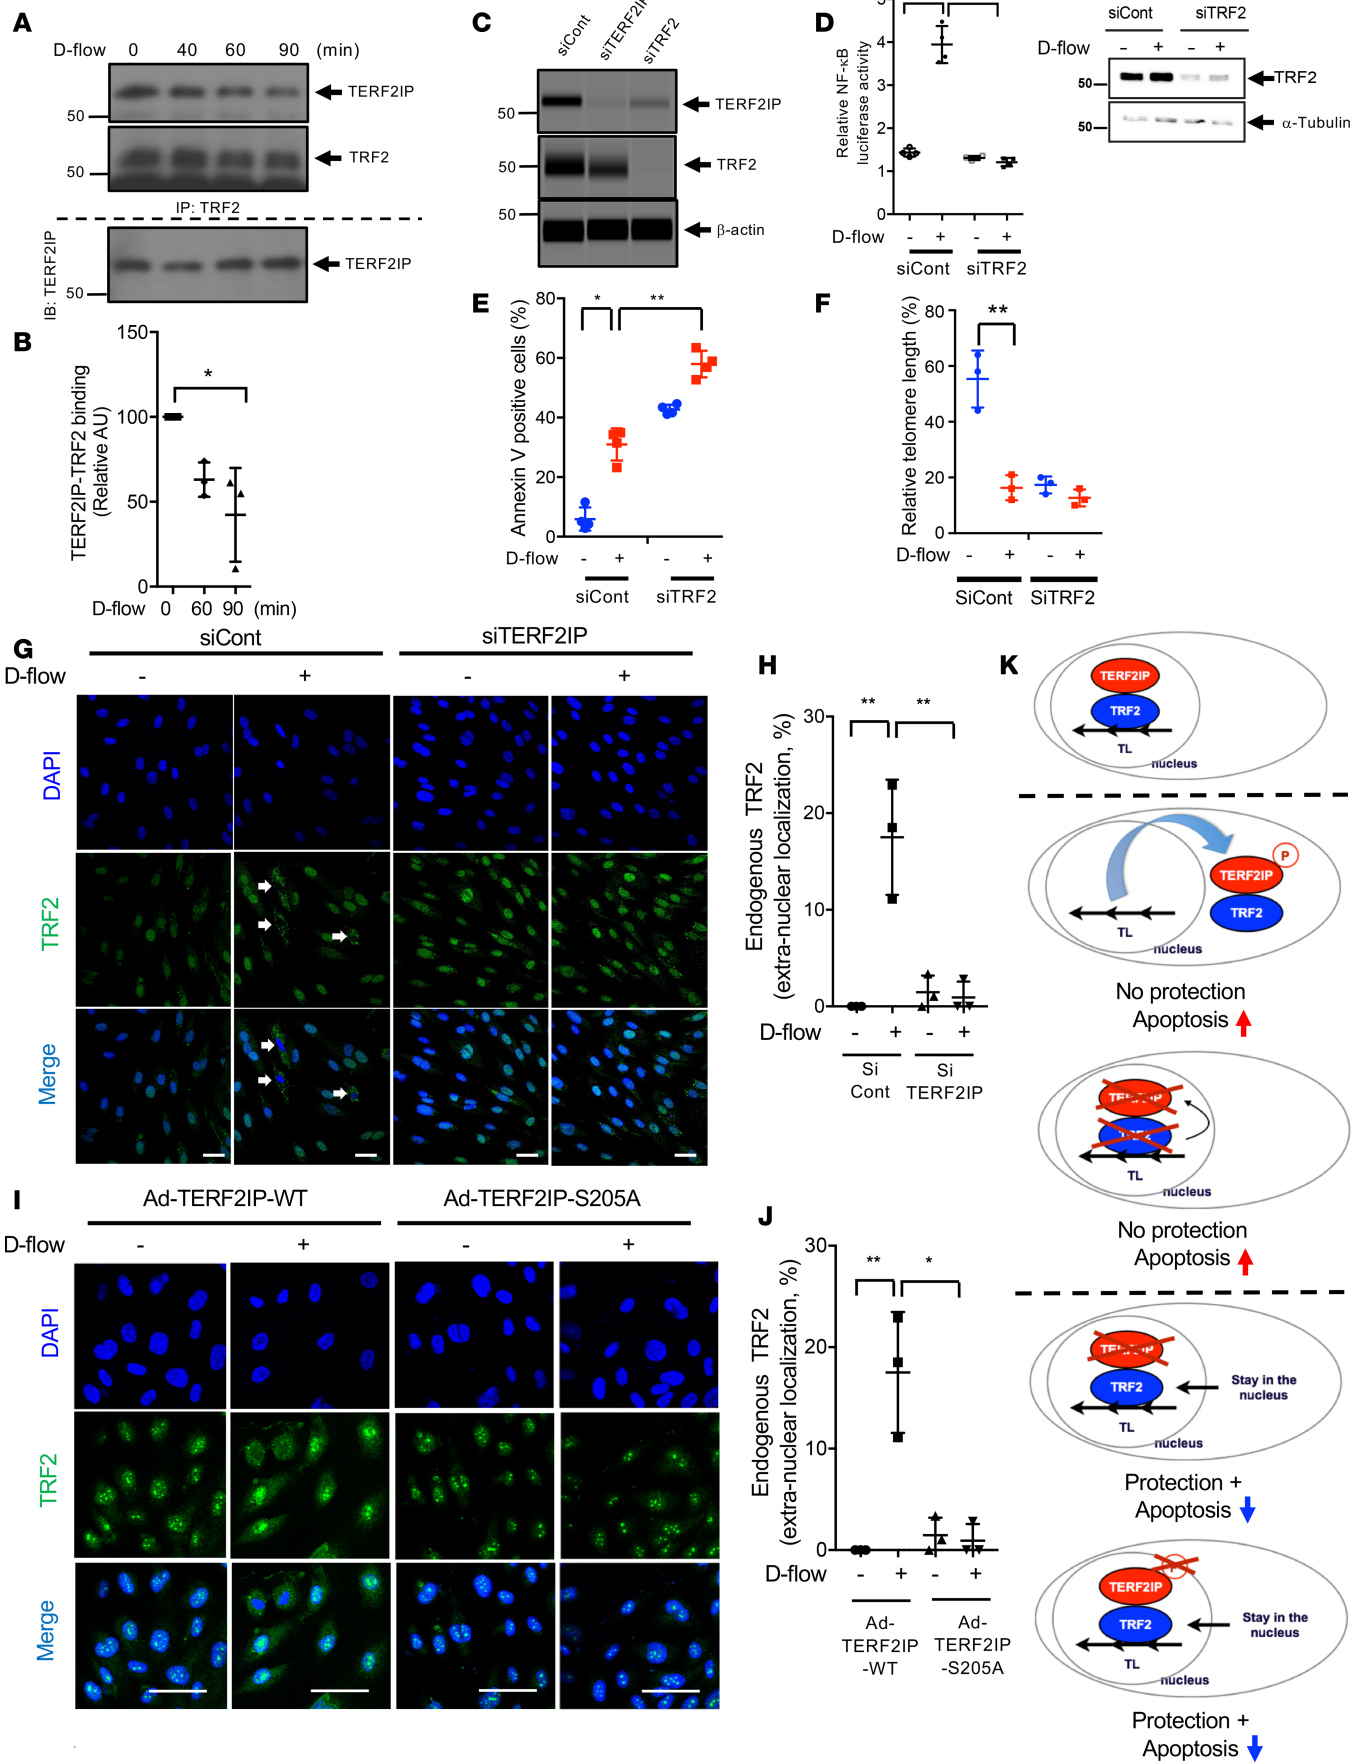 A
D-flow 0 40 60 90 (min)
TERF2IP
50
TRF2
50
IP: TRF2
IB: TERF2IP
TERF2IP
50
B
TERF2IP-TRF2 binding
(Relative AU)
150
100
50
0
*
D-flow 0 60 90 (min)
C
siCont siTERF2IP siTRF2
TERF2IP
50
TRF2
50
50
β-actin
D
Relative NF-κB
luciferase activity
5
4
3
2
1
0
D-flow - + - +
siCont siTRF2
siCont siTRF2
D-flow - + - +
50
TRF2
50
α-Tubulin
E
Annexin V positive cells (%)
80
60
40
20
0
* **
D-flow - + - +
siCont siTRF2
F
Relative telomere length (%)
80
60
40
20
0
**
D-flow - + - +
SiCont SiTRF2
G
siCont siTERF2IP
D-flow - + - +
DAPI
TRF2
Merge
H
Endogenous TRF2
(extra-nuclear localization, %)
30
20
10
0
** **
D-flow - + - +
Si Si
Cont TERF2IP
I
Ad-TERF2IP-WT Ad-TERF2IP-S205A
D-flow - + - +
DAPI
TRF2
Merge
J
Endogenous TRF2
(extra-nuclear localization, %)
30
20
10
0
** *
D-flow - + - +
Ad- Ad-
TERF2IP TERF2IP
-WT -S205A
K
TERF2IP
TRF2
TL
nucleus
P
TERF2IP
TRF2
TL
nucleus
No protection
Apoptosis
TERF2IP
TRF2
TL
nucleus
No protection
Apoptosis
TERF2IP
TRF2
Stay in the
nucleus
TL
nucleus
Protection +
Apoptosis
P
TERF2IP
TRF2
Stay in the
nucleus
TL
nucleus
Protection +
Apoptosis